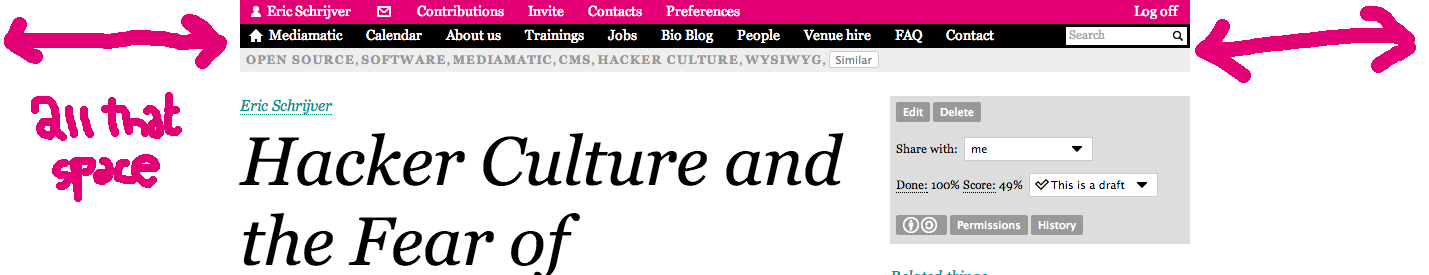 Eric Schrijver Contributions Invite Contacts Preferences Log off
Mediamatic Calendar About us Trainings Jobs Bio Blog People Venue hire FAQ Contact Search
OPEN SOURCE, SOFTWARE, MEDIAMATIC, CMS, HACKER CULTURE, WYSIWYG, Similar
all that
space
Eric Schrijver
Hacker Culture and
the Fear of
Edit Delete
Share with: me
Done: 100% Score: 49% This is a draft
Permissions History
Related things